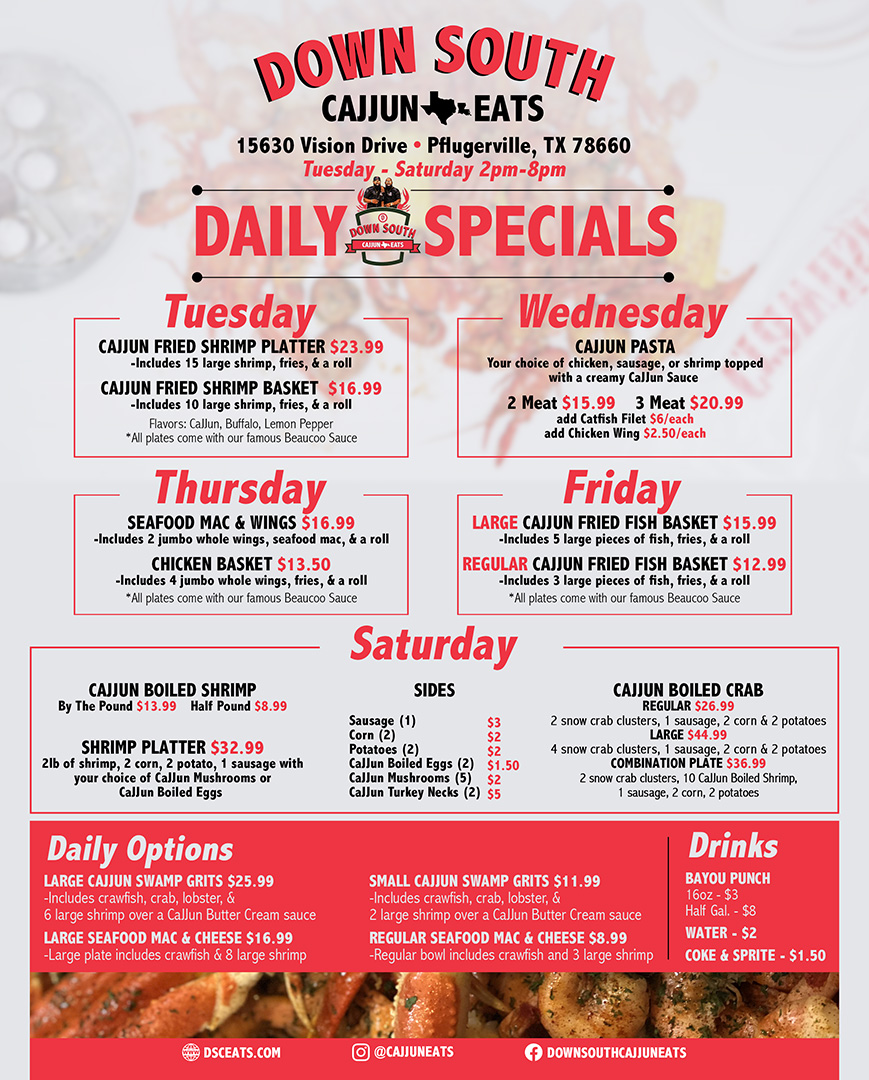 DOWN SOUTH
CAJJUN EATS
15630 Vision Drive • Pflugerville, TX 78660
Tuesday - Saturday 2pm-8pm
DAILY SPECIALS
DOWN SOUTH
CAJJUN EATS
Tuesday
CAJJUN FRIED SHRIMP PLATTER $23.99
-Includes 15 large shrimp, fries, & a roll
CAJJUN FRIED SHRIMP BASKET $16.99
-Includes 10 large shrimp, fries, & a roll
Flavors: CaJJun, Buffalo, Lemon Pepper
*All plates come with our famous Beaucoo Sauce
Wednesday
CAJJUN PASTA
Your choice of chicken, sausage, or shrimp topped
with a creamy CaJJun Sauce
2 Meat $15.99 3 Meat $20.99
add Catfish Filet $6/each
add Chicken Wing $2.50/each
Thursday
SEAFOOD MAC & WINGS $16.99
-Includes 2 jumbo whole wings, seafood mac, & a roll
CHICKEN BASKET $13.50
-Includes 4 jumbo whole wings, fries, & a roll
*All plates come with our famous Beaucoo Sauce
Friday
LARGE CAJJUN FRIED FISH BASKET $15.99
-Includes 5 large pieces of fish, fries, & a roll
REGULAR CAJJUN FRIED FISH BASKET $12.99
-Includes 3 large pieces of fish, fries, & a roll
*All plates come with our famous Beaucoo Sauce
Saturday
CAJJUN BOILED SHRIMP
By The Pound $13.99 Half Pound $8.99
SHRIMP PLATTER $32.99
2lb of shrimp, 2 corn, 2 potato, 1 sausage with
your choice of CaJJun Mushrooms or
CaJJun Boiled Eggs
SIDES
Sausage (1) $3
Corn (2) $2
Potatoes (2) $2
CaJJun Boiled Eggs (2) $1.50
CaJJun Mushrooms (5) $2
CaJJun Turkey Necks (2) $5
CAJJUN BOILED CRAB
REGULAR $26.99
2 snow crab clusters, 1 sausage, 2 corn & 2 potatoes
LARGE $44.99
4 snow crab clusters, 1 sausage, 2 corn & 2 potatoes
COMBINATION PLATE $36.99
2 snow crab clusters, 10 CaJJun Boiled Shrimp,
1 sausage, 2 corn, 2 potatoes
Daily Options
LARGE CAJJUN SWAMP GRITS $25.99
-Includes crawfish, crab, lobster, &
6 large shrimp over a CaJJun Butter Cream sauce
LARGE SEAFOOD MAC & CHEESE $16.99
-Large plate includes crawfish & 8 large shrimp
SMALL CAJJUN SWAMP GRITS $11.99
-Includes crawfish, crab, lobster, &
2 large shrimp over a CaJJun Butter Cream sauce
REGULAR SEAFOOD MAC & CHEESE $8.99
-Regular bowl includes crawfish and 3 large shrimp
Drinks
BAYOU PUNCH
16oz - $3
Half Gal. - $8
WATER - $2
COKE & SPRITE - $1.50
DSCEATS.COM
@CAJJUNEATS
DOWNSOUTHCAJJUNEATS